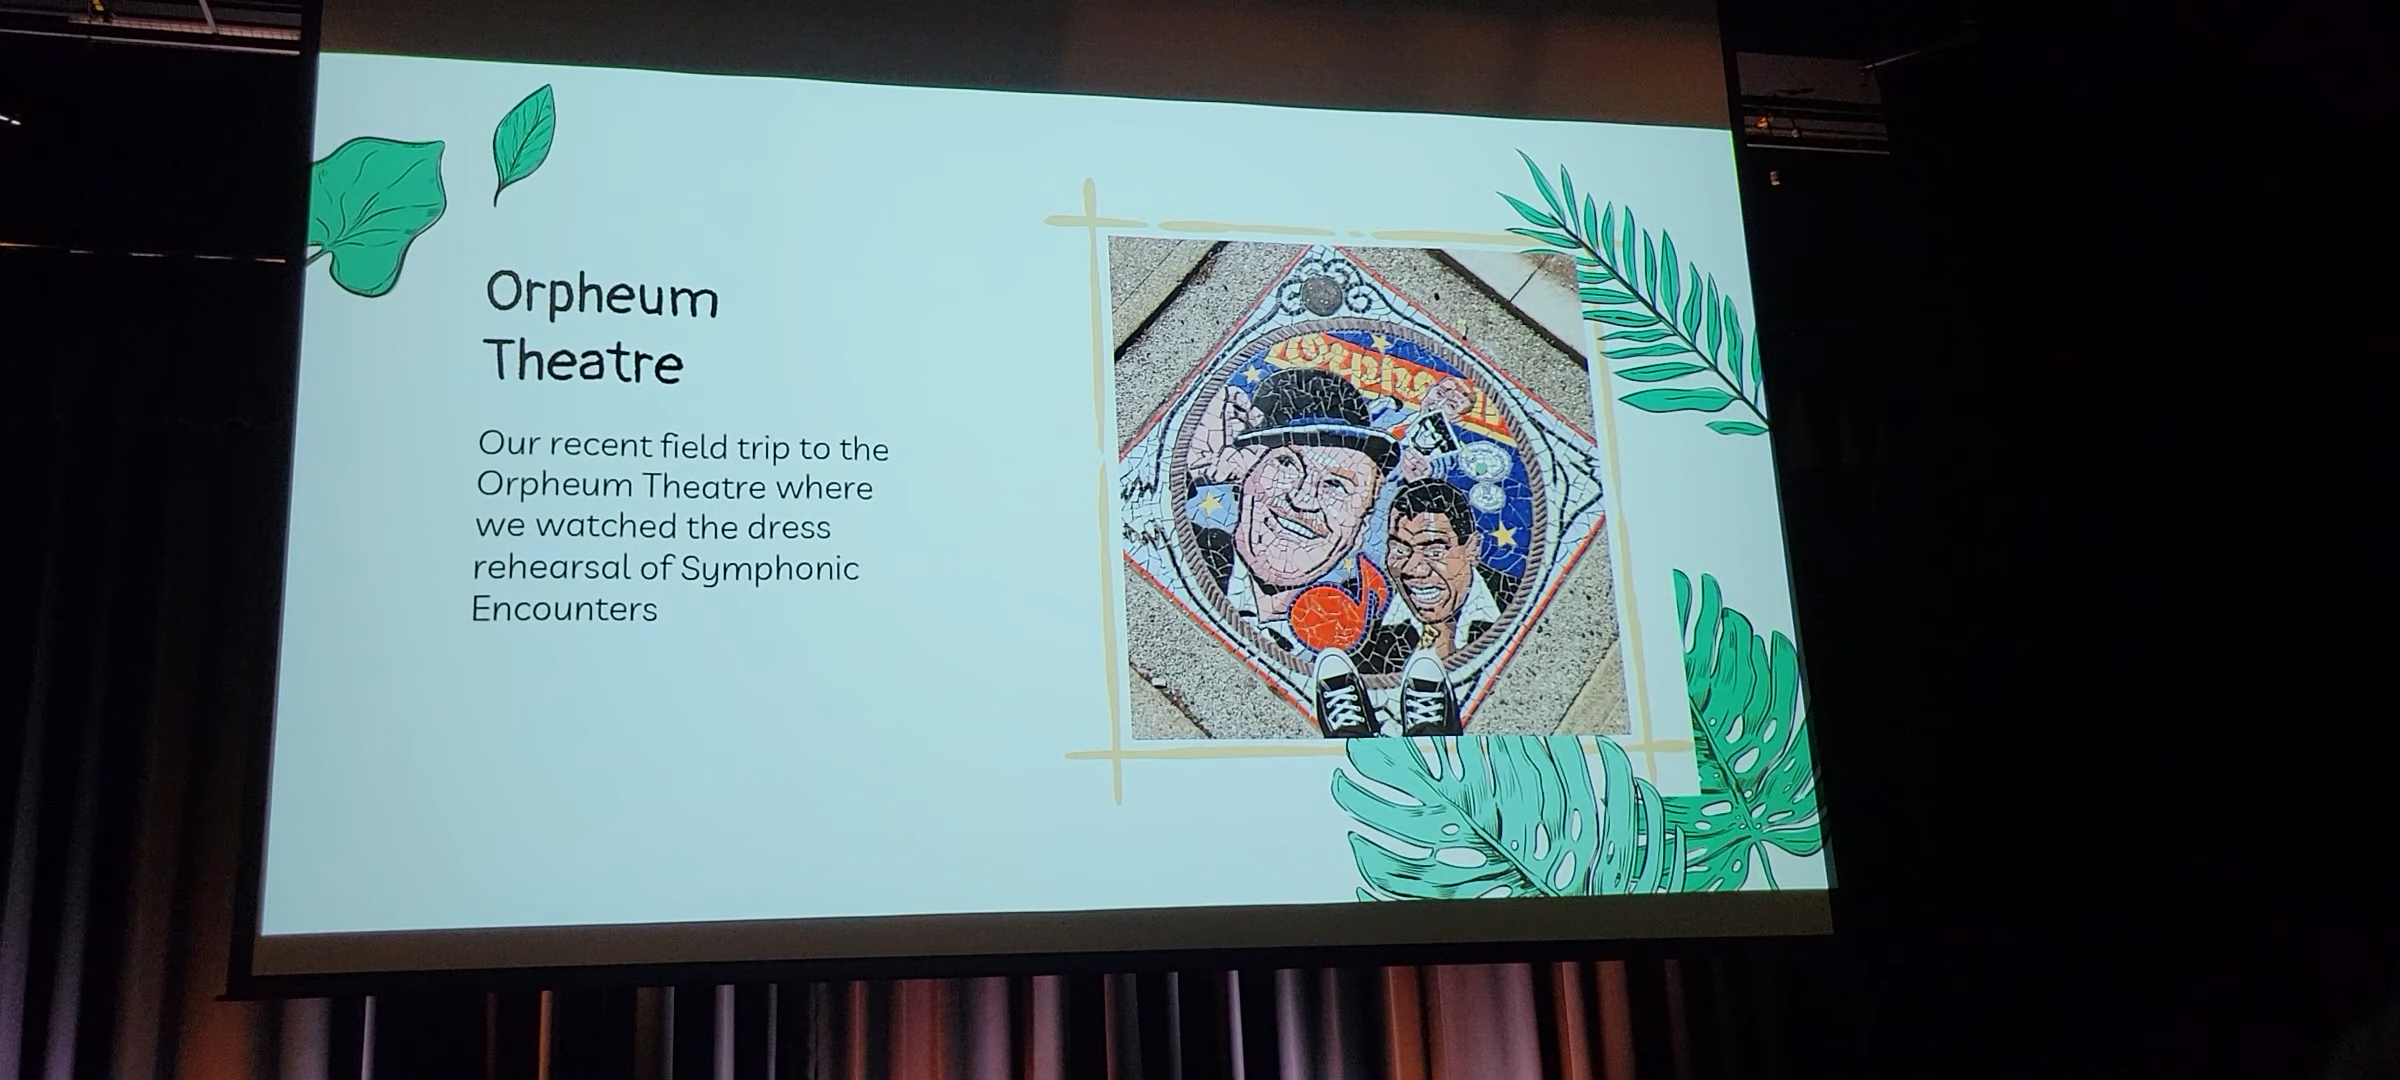 Orpheum
Theatre
Our recent field trip to the
Orpheum Theatre where
we watched the dress
rehearsal of Symphonic
Encounters